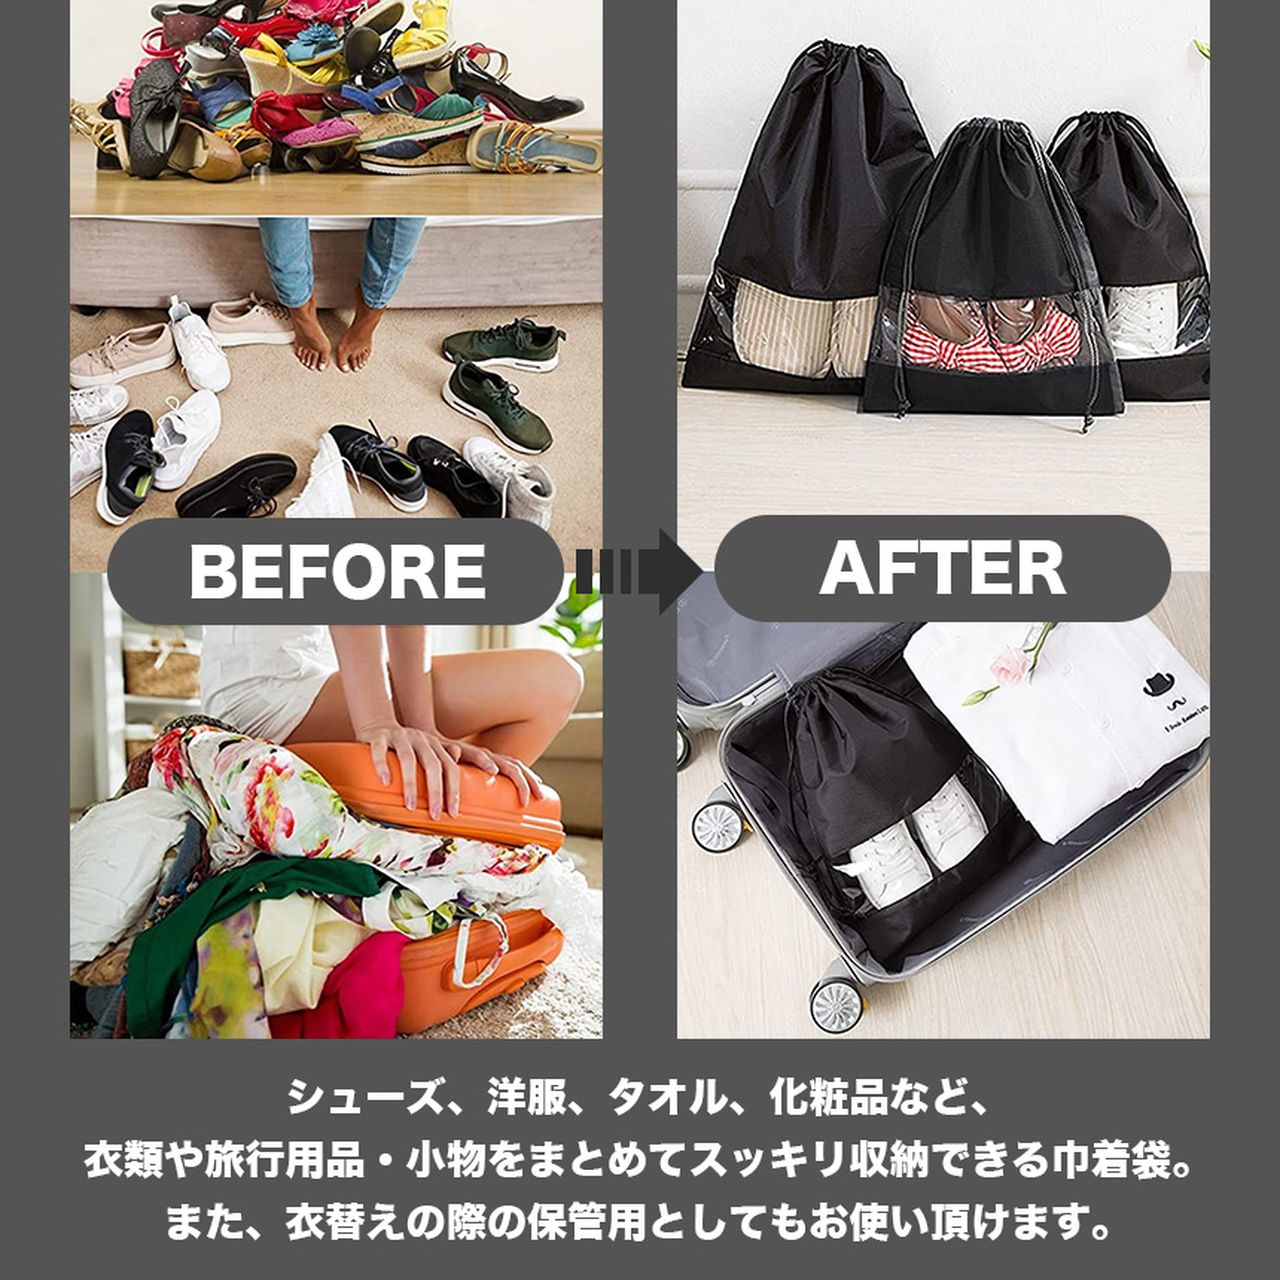 BEFORE
AFTER
シューズ、洋服、タオル、化粧品など、
衣類や旅行用品・小物をまとめてスッキリ収納できる巾着袋。
また、衣替えの際の保管用としてもお使い頂けます。